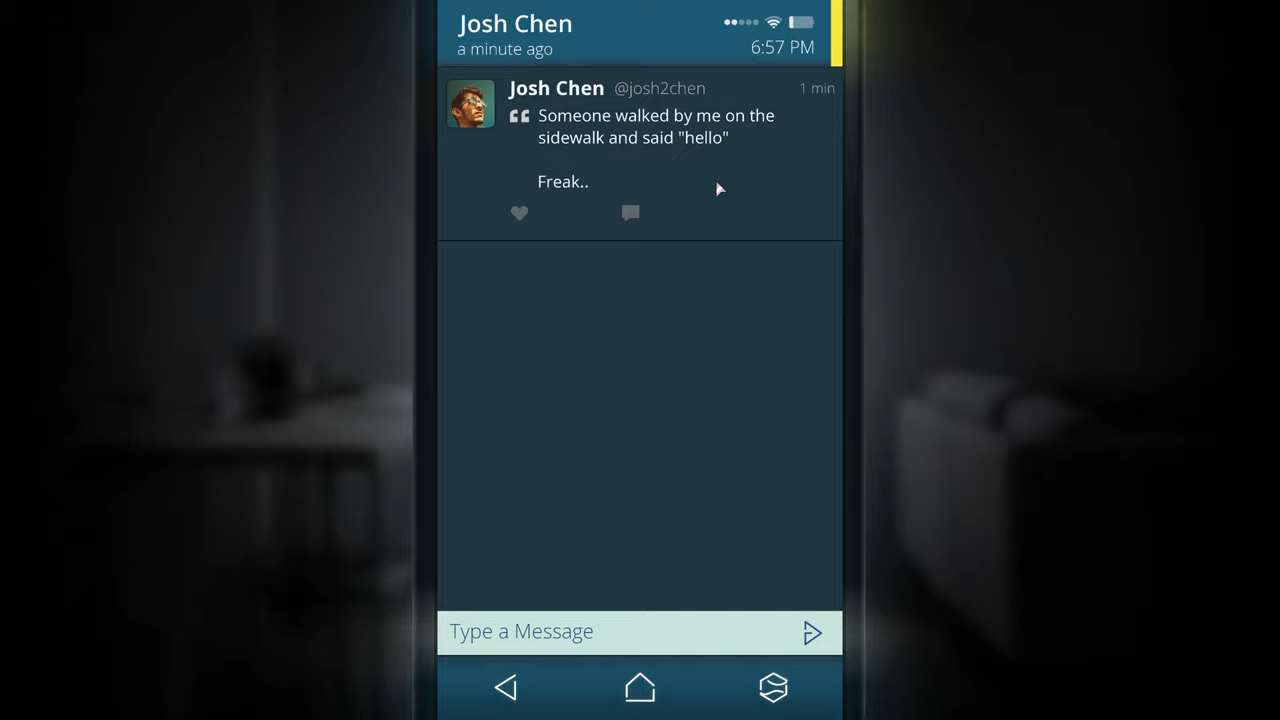 Josh Chen
a minute ago
6:57 PM
Josh Chen @josh2chen 1 min
Someone walked by me on the
sidewalk and said "hello"
Freak..
Type a Message